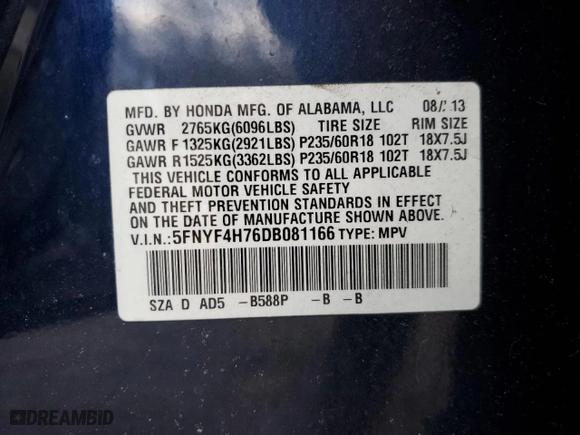 MFD. BY HONDA MFG. OF ALABAMA, LLC 08/13
GVWR 2765KG(6096LBS) TIRE SIZE RIM SIZE
GAWR F 1325KG(2921LBS) P235/60R18 102T 18X7.5J
GAWR R1525KG(3362LBS) P235/60R18 102T 18X7.5J
THIS VEHICLE CONFORMS TO ALL APPLICABLE
FEDERAL MOTOR VEHICLE SAFETY
AND THEFT PREVENTION STANDARDS IN EFFECT
ON THE DATE OF MANUFACTURE SHOWN ABOVE.
V.I.N.:5FNYF4H76DB081166 TYPE: MPV
SZA D AD5 -B588P -B -B
DREAMBID